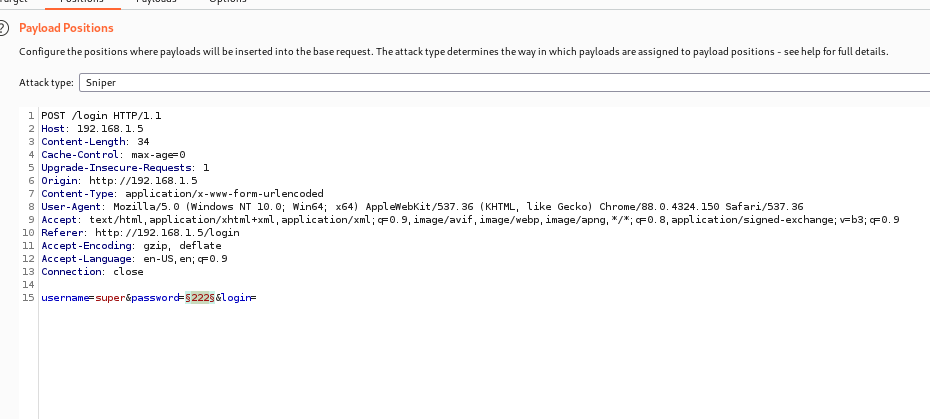 Positions
Payloads
Options
Payload Positions
Configure the positions where payloads will be inserted into the base request. The attack type determines the way in which payloads are assigned to payload positions - see help for full details.
Attack type: Sniper
1 POST /login HTTP/1.1
2 Host: 192.168.1.5
3 Content-Length: 34
4 Cache-Control: max-age=0
5 Upgrade-Insecure-Requests: 1
6 Origin: http://192.168.1.5
7 Content-Type: application/x-www-form-urlencoded
8 User-Agent: Mozilla/5.0 (Windows NT 10.0; Win64; x64) AppleWebKit/537.36 (KHTML, like Gecko) Chrome/88.0.4324.150 Safari/537.36
9 Accept: text/html,application/xhtml+xml,application/xml;q=0.9,image/avif,image/webp,image/apng,*/*;q=0.8,application/signed-exchange;v=b3;q=0.9
10 Referer: http://192.168.1.5/login
11 Accept-Encoding: gzip, deflate
12 Accept-Language: en-US,en;q=0.9
13 Connection: close
14
15 username=super&password=§222§&login=